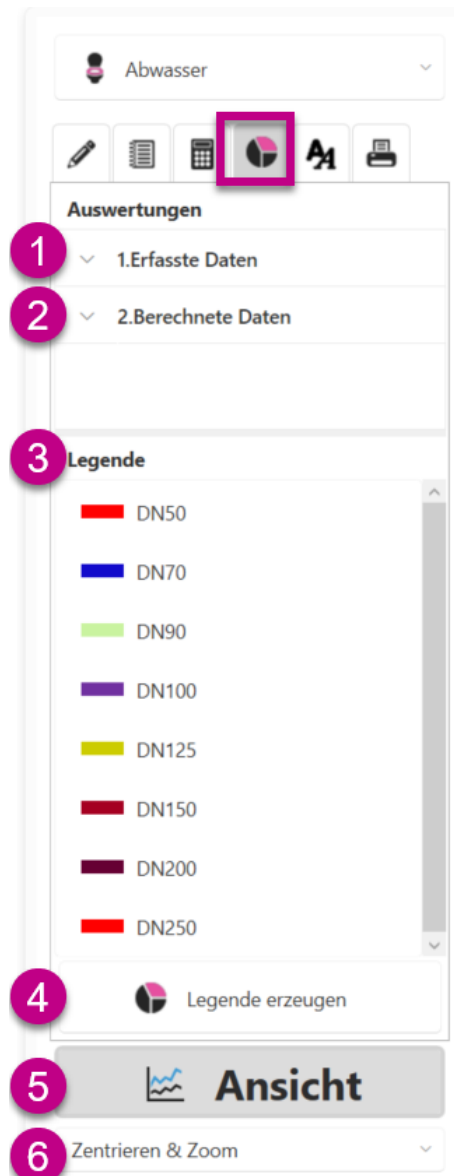 Abwasser
Auswertungen
1 1.Erfasste Daten
2 2.Berechnete Daten
3 Legende
DN50
DN70
DN90
DN100
DN125
DN150
DN200
DN250
4 Legende erzeugen
5 Ansicht
6 Zentrieren & Zoom